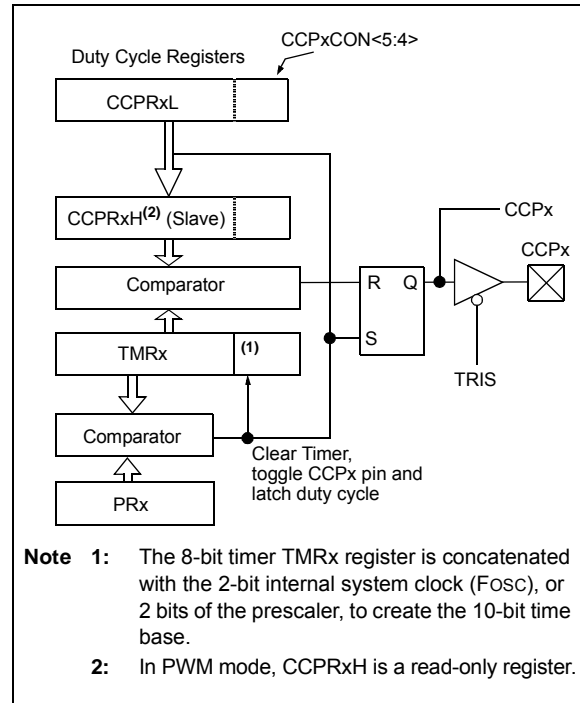 CCPxCON<5:4>
Duty Cycle Registers
CCPRxL
CCPRxH(2) (Slave)
CCPx
CCPx
Comparator
R Q
TMRx (1)
S
TRIS
Comparator
Clear Timer,
toggle CCPx pin and
latch duty cycle
PRx
Note 1: The 8-bit timer TMRx register is concatenated
with the 2-bit internal system clock (FOSC), or
2 bits of the prescaler, to create the 10-bit time
base.
2: In PWM mode, CCPRxH is a read-only register.